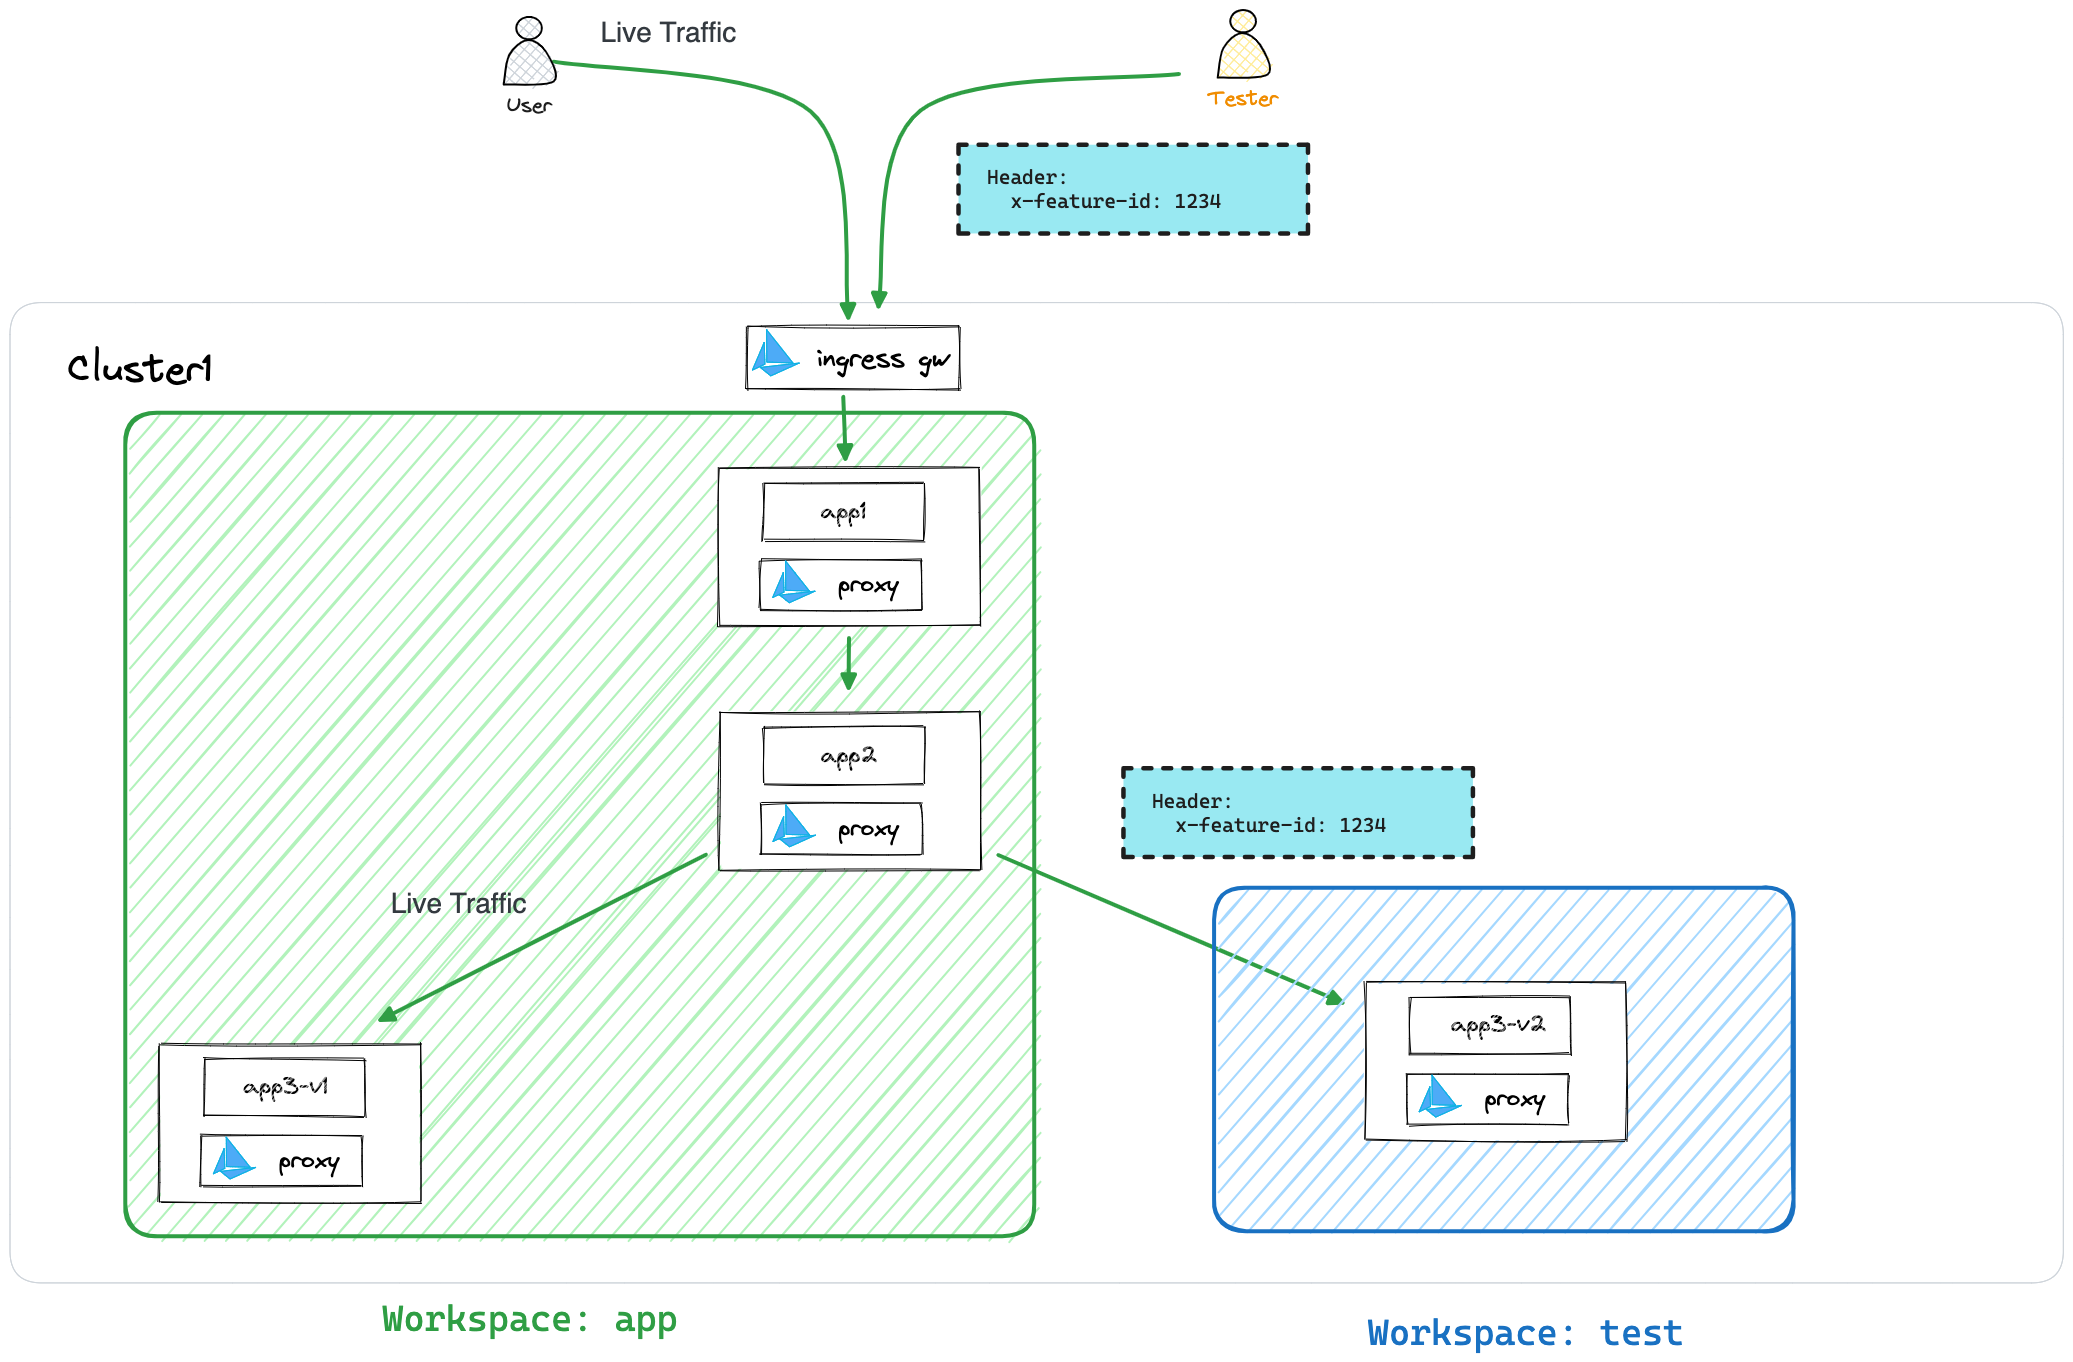 Live Traffic
User
Tester
Header:
x-feature-id: 1234
Cluster1
ingress gw
app1
proxy
app2
proxy
Header:
x-feature-id: 1234
Live Traffic
app3-v2
proxy
app3-v1
proxy
Workspace: app
Workspace: test